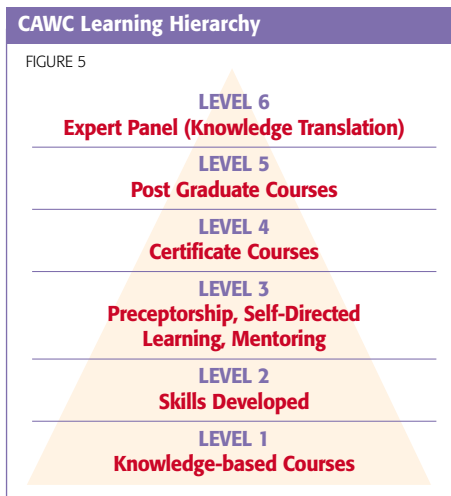 CAWC Learning Hierarchy
FIGURE 5
LEVEL 6
Expert Panel (Knowledge Translation)
LEVEL 5
Post Graduate Courses
LEVEL 4
Certificate Courses
LEVEL 3
Preceptorship, Self-Directed
Learning, Mentoring
LEVEL 2
Skills Developed
LEVEL 1
Knowledge-based Courses